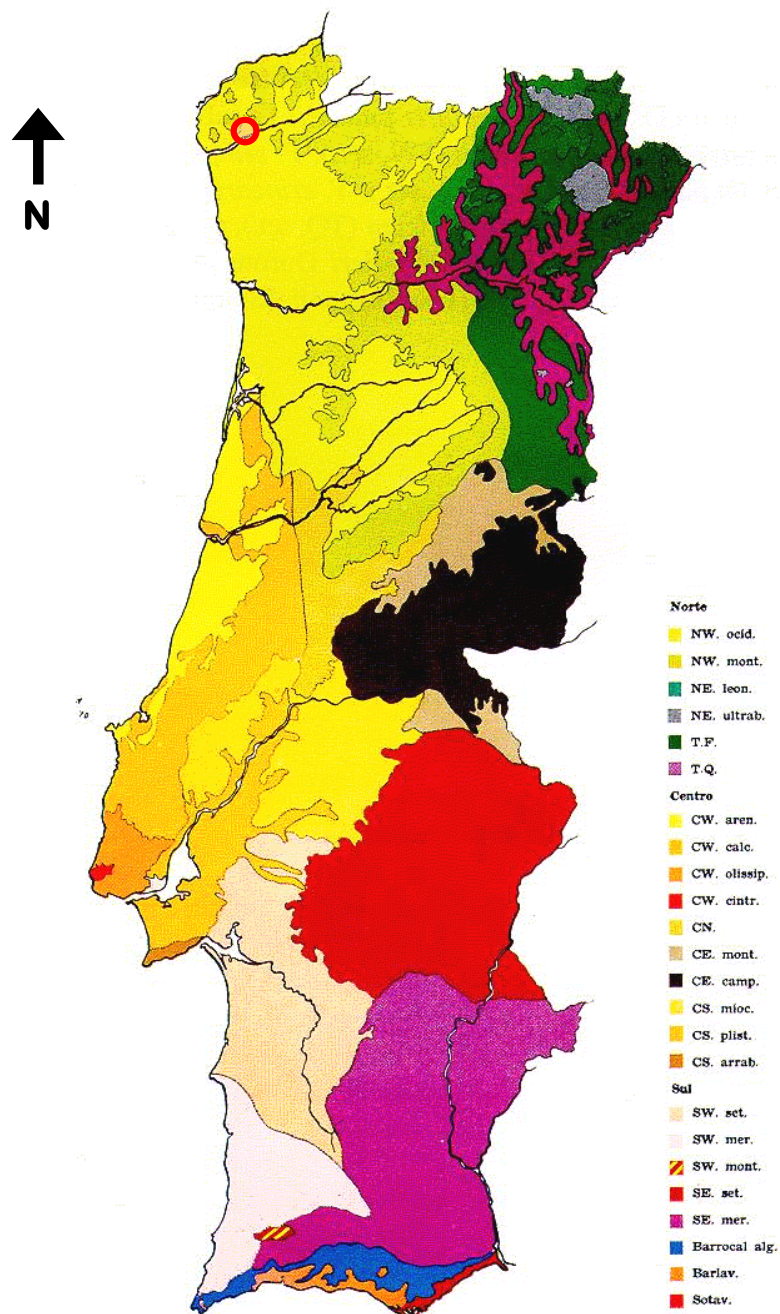 N
Norte
NW. ocid.
NW. mont.
NE. leon.
NE. ultrab.
T.F.
T.Q.
Centro
CW. aren.
CW. calc.
CW. olissip.
CW. cintr.
CN.
CE. mont.
CE. camp.
CS. mioc.
CS. plist.
CS. arrab.
Sul
SW. set.
SW. mer.
SW. mont.
SE. set.
SE. mer.
Barrocal alg.
Barlav.
Sotav.